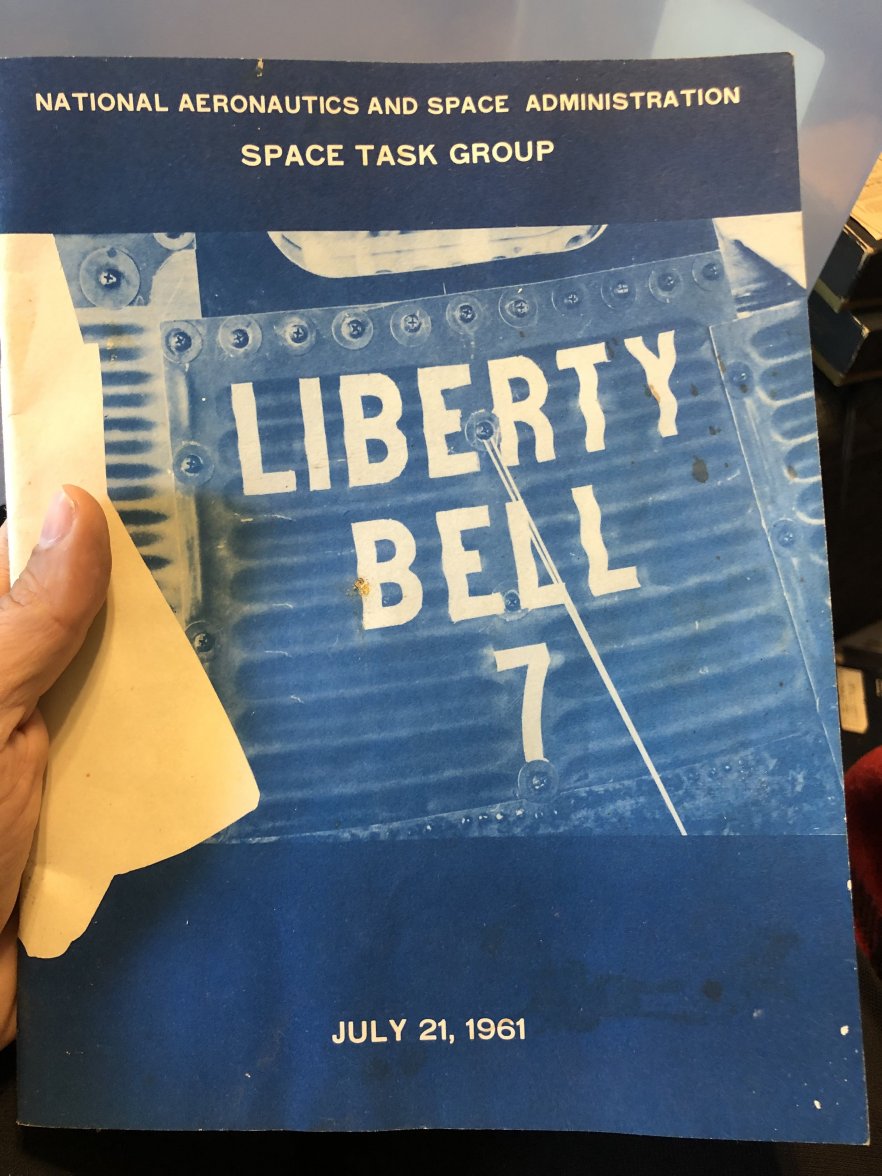 NATIONAL AERONAUTICS AND SPACE ADMINISTRATION
SPACE TASK GROUP
LIBERTY
BELL
7
JULY 21, 1961